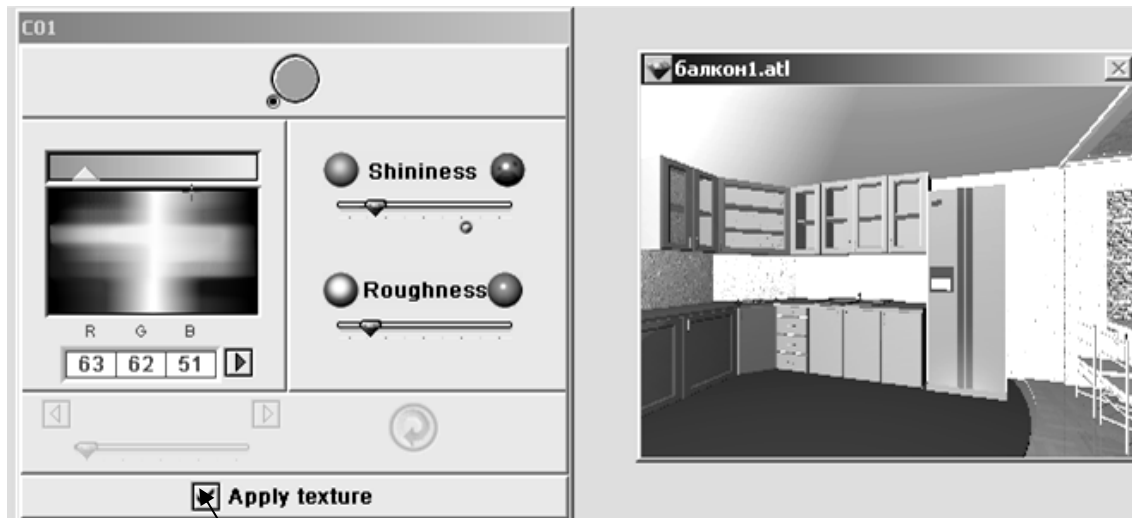 C01
балкон1.atl
Shininess
Roughness
R G B
63 62 51
Apply texture